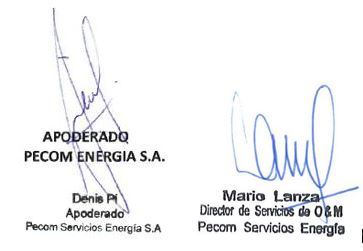 APODERADO
PECOM ENERGIA S.A.
Denis Pi
Apoderado
Pecom Servicios Energía S.A
Mario Lanza
Director de Servicios de O&M
Pecom Servicios Energía